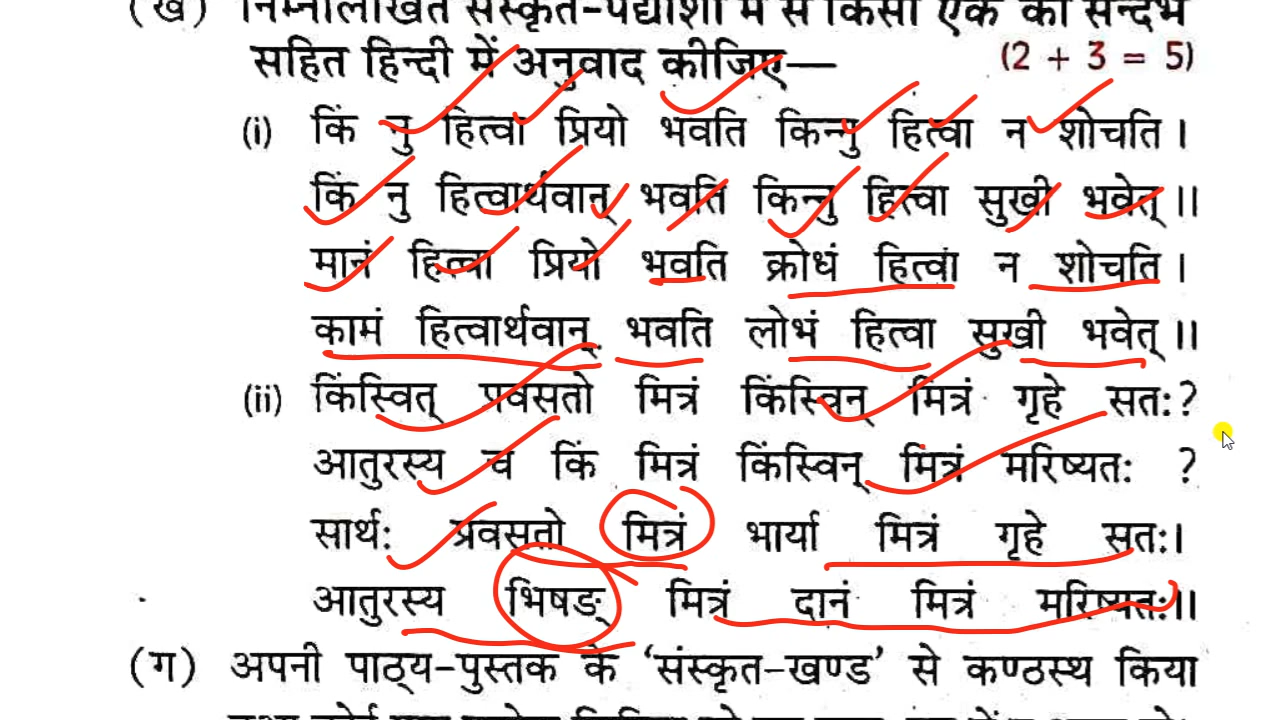 (ख) निम्नलिखित संस्कृत-पद्यांशों में से किसी एक का सन्दर्भ
सहित हिन्दी में अनुवाद कीजिए— (2 + 3 = 5)
(i) किं नु हित्वा प्रियो भवति किन्नु हित्वा न शोचति।
किं नु हित्वार्थवान् भवति किन्नु हित्वा सुखी भवेत्॥
मानं हित्वा प्रियो भवति क्रोधं हित्वा न शोचति।
कामं हित्वार्थवान् भवति लोभं हित्वा सुखी भवेत्॥
(ii) किंस्वित् प्रवसतो मित्रं किंस्विन् मित्रं गृहे सतः?
आतुरस्य च किं मित्रं किंस्विन् मित्रं मरिष्यतः ?
सार्थः प्रवसतो मित्रं भार्या मित्रं गृहे सतः।
आतुरस्य भिषङ् मित्रं दानं मित्रं मरिष्यतः॥
(ग) अपनी पाठ्य-पुस्तक के ‘संस्कृत-खण्ड’ से कण्ठस्थ किया